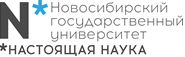 N* Новосибирский
государственный
университет
*НАСТОЯЩАЯ НАУКА